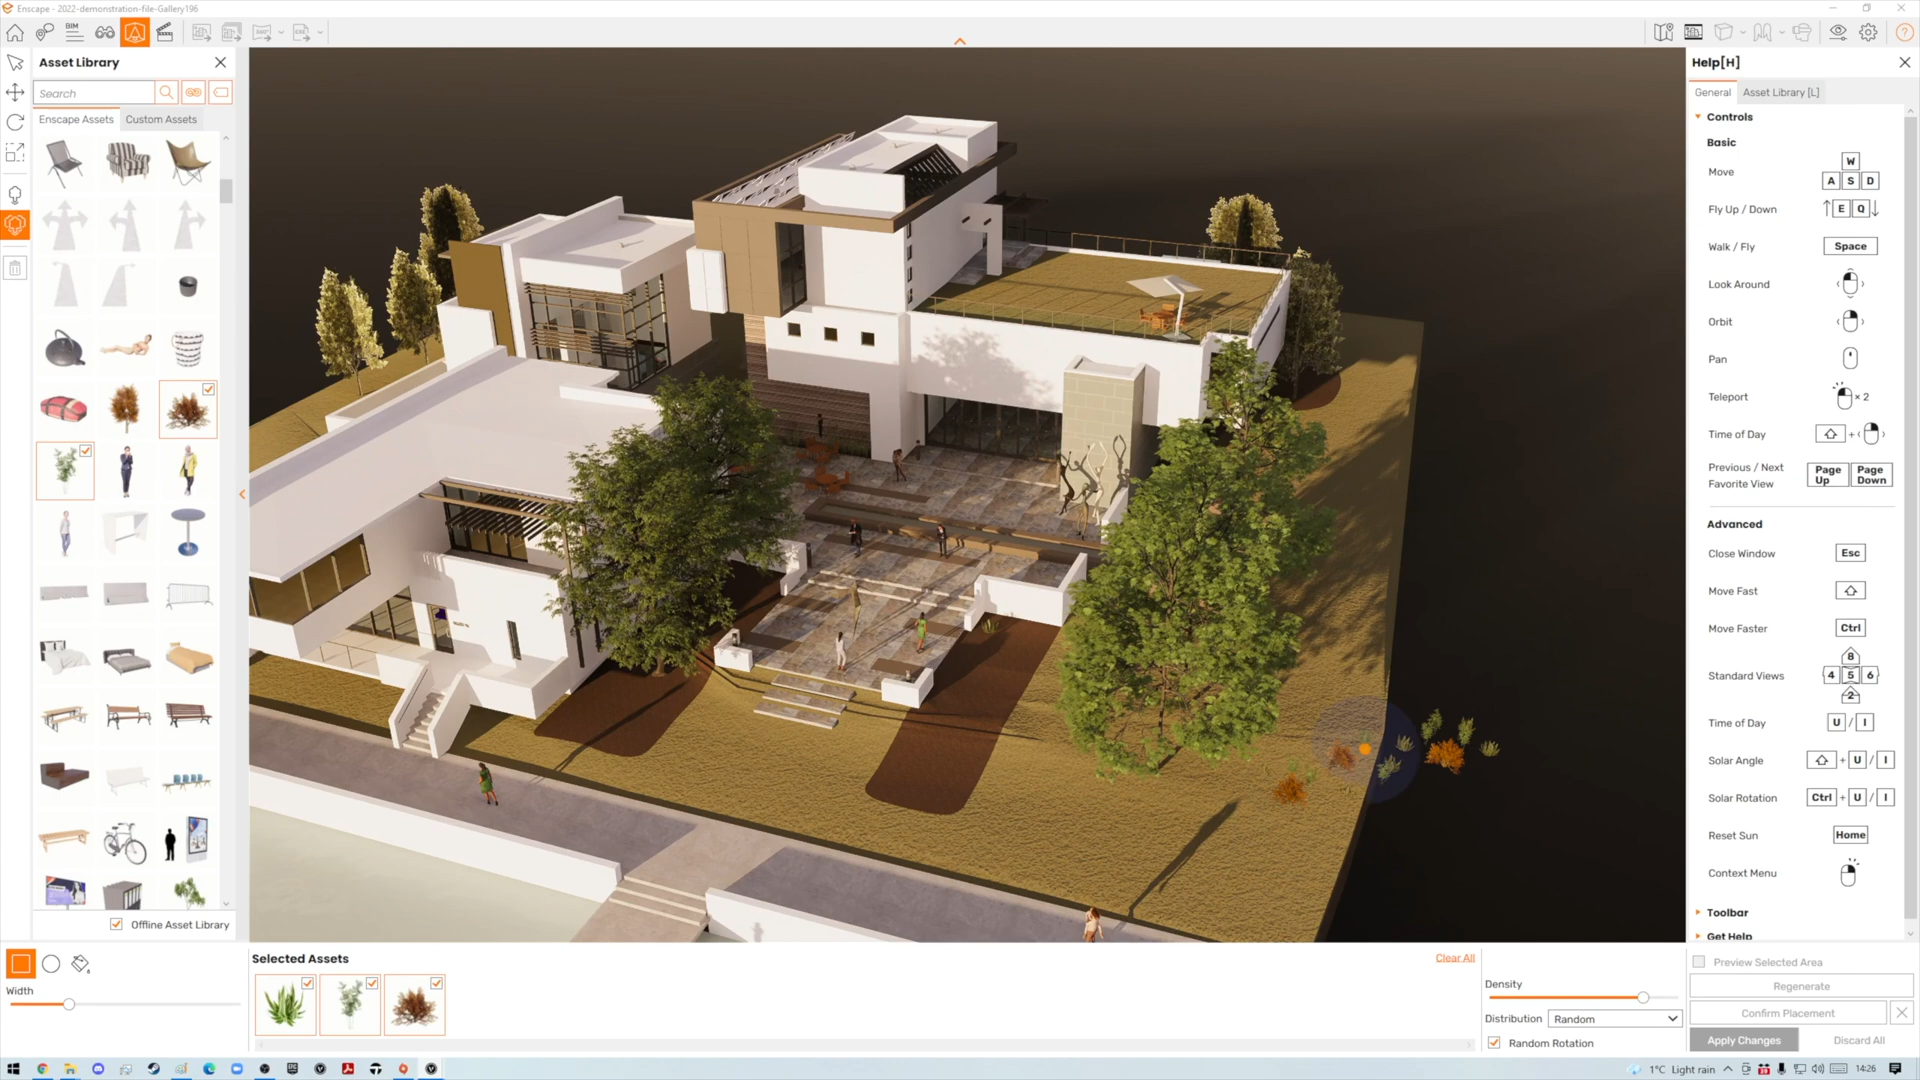 Enscape - 2022-demonstration-file-Gallery196
BIM
Asset Library
Search
Enscape Assets
Custom Assets
Offline Asset Library
Width
Selected Assets
Clear All
Density
Distribution
Random
Random Rotation
Help[H]
General
Asset Library [L]
Controls
Basic
Move
W
A S D
Fly Up / Down
E Q
Walk / Fly
Space
Look Around
Orbit
Pan
Teleport
× 2
Time of Day
+
Previous / Next
Favorite View
Page Up
Page Down
Advanced
Close Window
Esc
Move Fast
Move Faster
Ctrl
Standard Views
8
4 5 6
2
Time of Day
U / I
Solar Angle
+ U / I
Solar Rotation
Ctrl + U / I
Reset Sun
Home
Context Menu
Toolbar
Get Help
Preview Selected Area
Regenerate
Confirm Placement
Apply Changes
Discard All
1°C Light rain
14:26